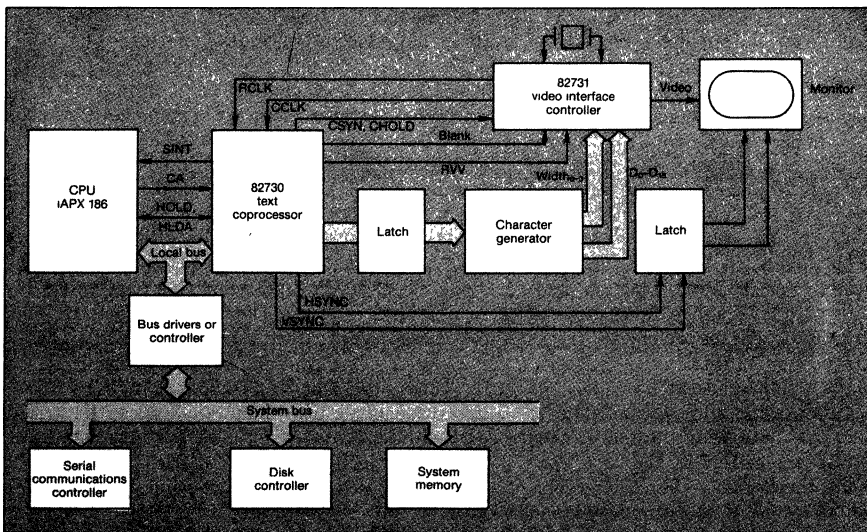 82731
video interface
controller
Video
Monitor
RCLK
CCLK
CSYN, CHOLD
Blank
RVV
CPU
iAPX 186
SINT
CA
HOLD
HLDA
82730
text
coprocessor
Latch
Character
generator
Latch
Local bus
HSYNC
VSYNC
Bus drivers or
controller
System bus
Serial
communications
controller
Disk
controller
System
memory